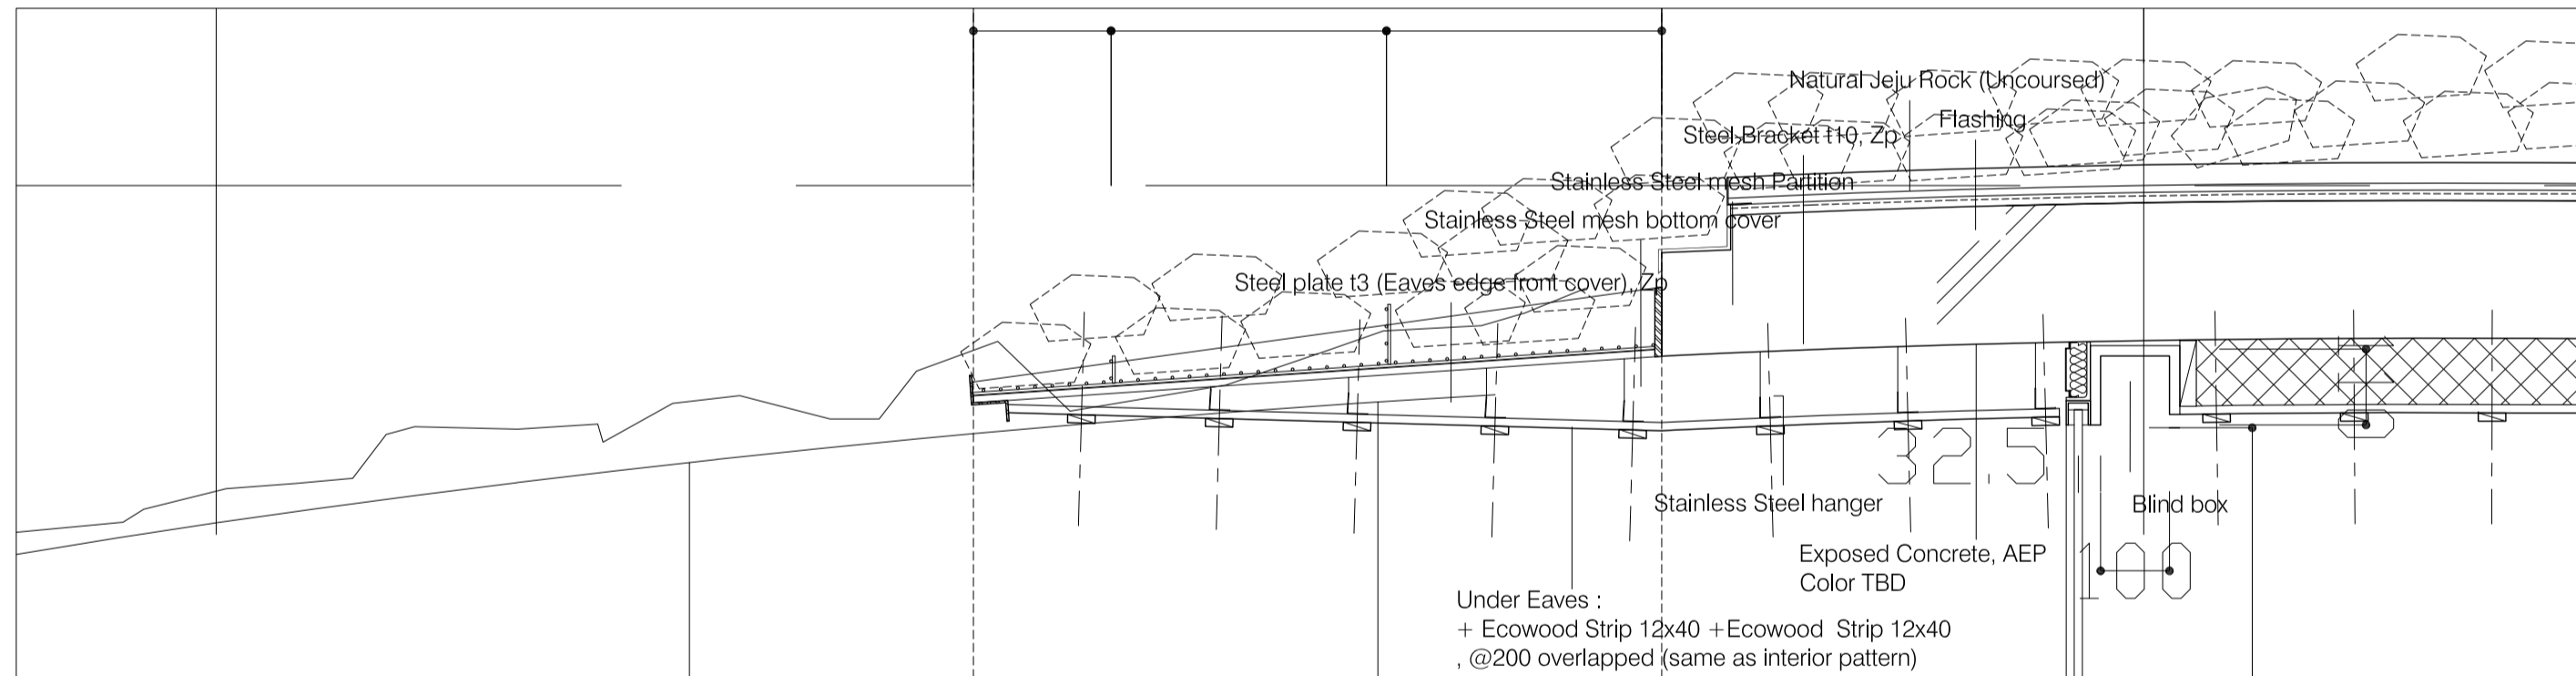 Natural Jeju Rock (Uncoursed)
Flashing
Steel Bracket t10, Zp
Stainless Steel mesh Partition
Stainless Steel mesh bottom cover
Steel plate t3 (Eaves edge front cover), Zp
32.5
Stainless Steel hanger
Blind box
Exposed Concrete, AEP
Color TBD
100
Under Eaves :
+ Ecowood Strip 12x40 +Ecowood Strip 12x40
, @200 overlapped (same as interior pattern)